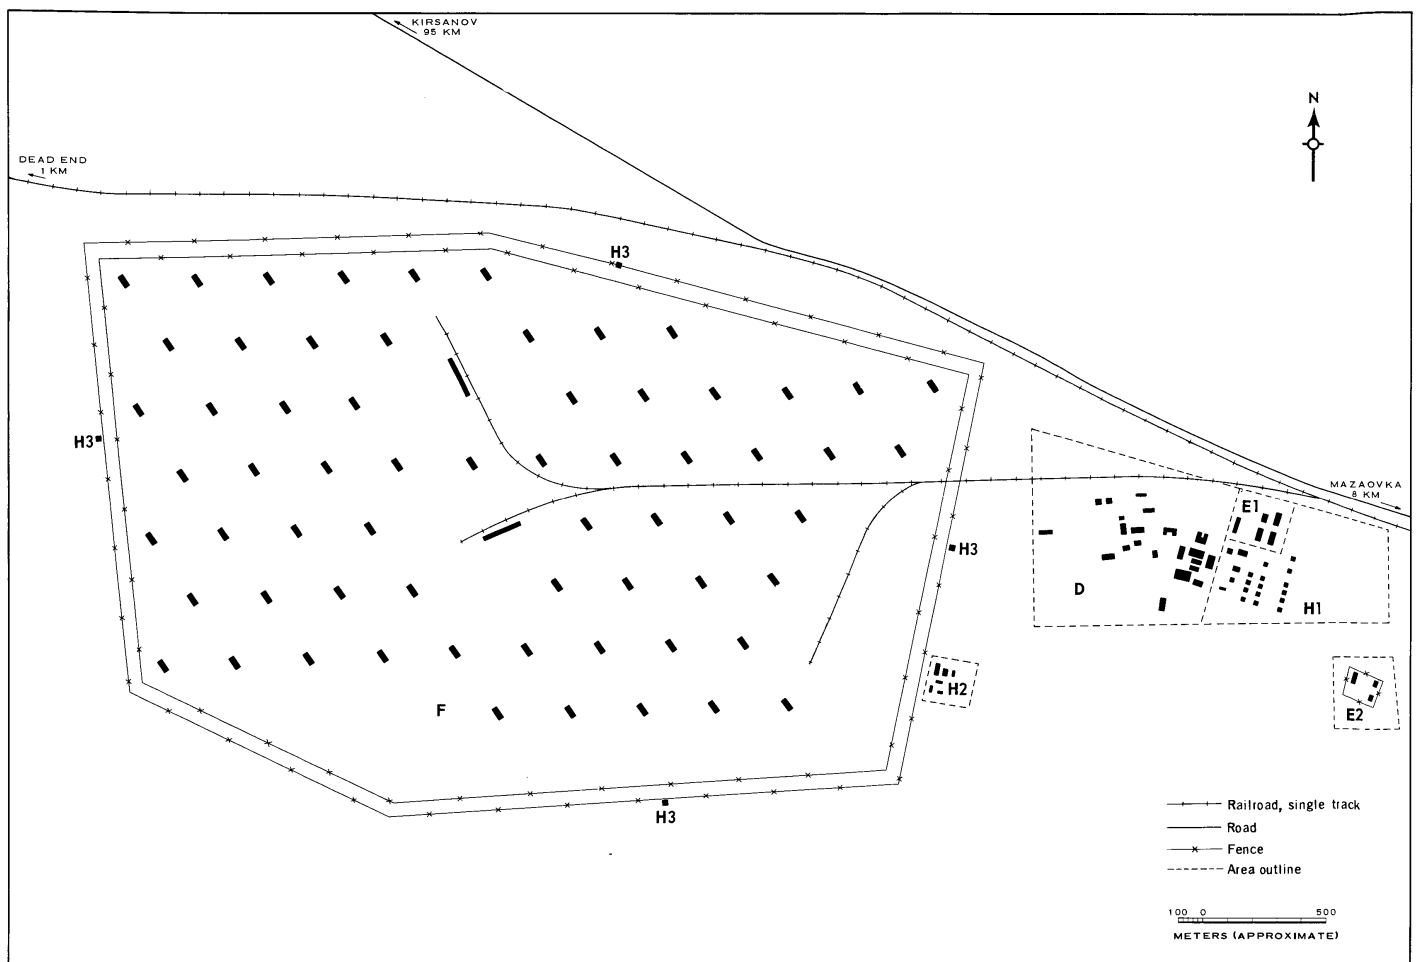 KIRSANOV
95 KM
N
DEAD END
1 KM
H3
H3
MAZAOVKA
8 KM
E1
H3
D
H1
H2
F
E2
H3
Railroad, single track
Road
Fence
Area outline
100 0 500
METERS (APPROXIMATE)